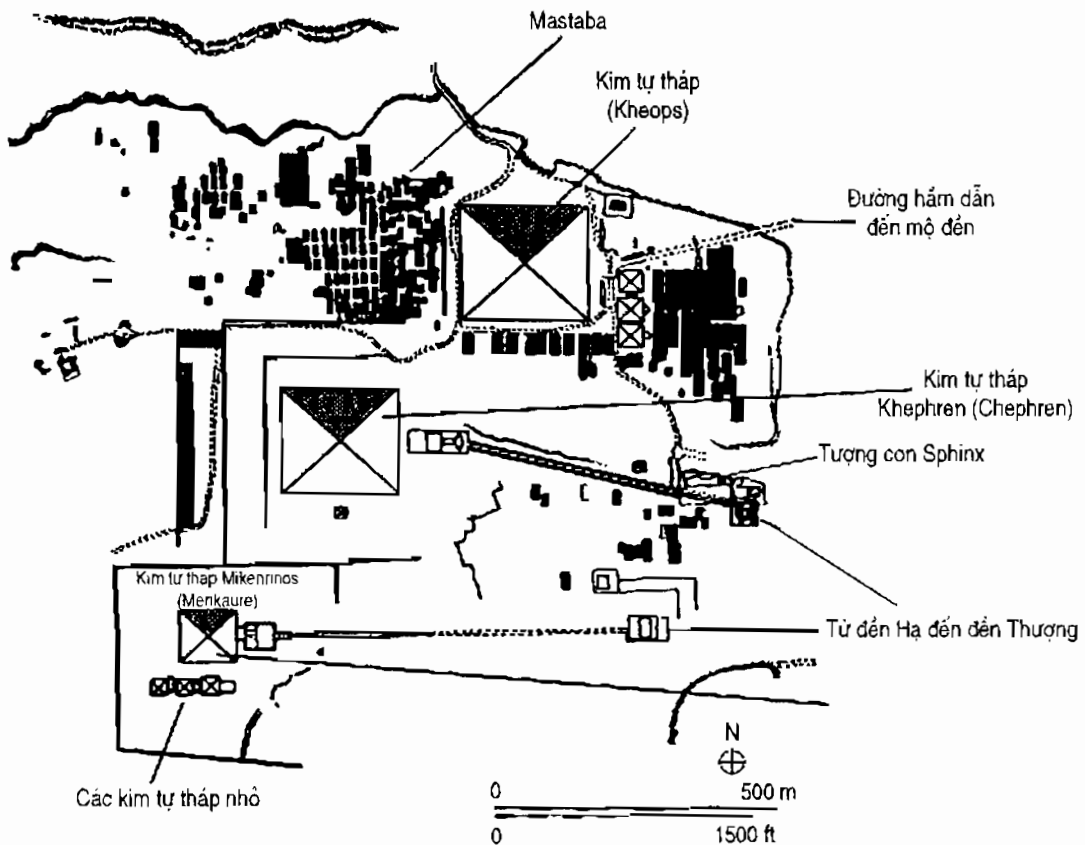 Mastaba
Kim tự tháp
(Kheops)
Đường hầm dẫn
đến mộ đền
Kim tự tháp
Khephren (Chephren)
Tượng con Sphinx
Kim tư tháp Mikenrinos
(Menkaure)
Từ đền Hạ đến đền Thượng
Các kim tự tháp nhỏ
N
0 500 m
0 1500 ft